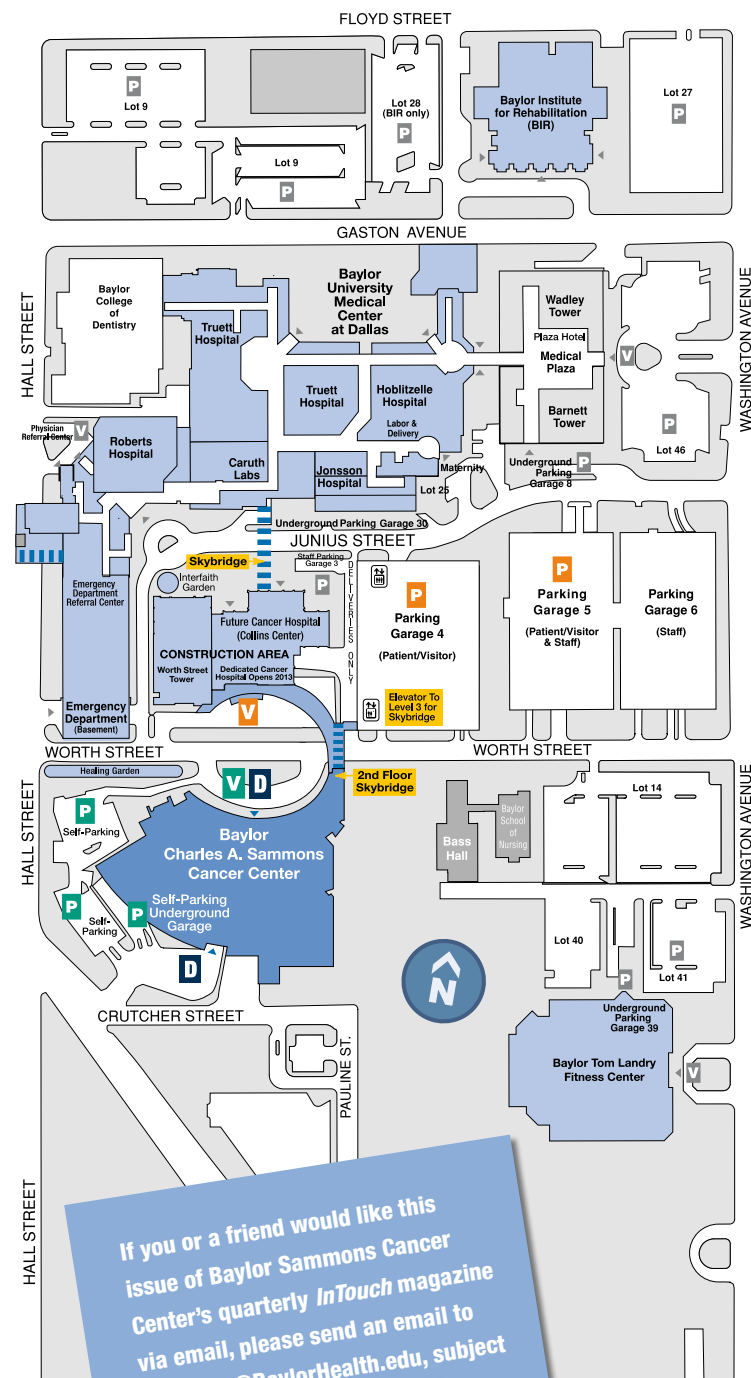 FLOYD STREET
P
Lot 9
Lot 28
(BIR only)
P
Baylor Institute
for Rehabilitation
(BIR)
Lot 27
P
Lot 9
P
GASTON AVENUE
HALL STREET
Baylor
College
of
Dentistry
Truett
Hospital
Baylor
University
Medical
Center
at Dallas
Wadley
Tower
Plaza Hotel
Medical
Plaza
V
WASHINGTON AVENUE
Truett
Hospital
Hoblitzelle
Hospital
Labor &
Delivery
Barnett
Tower
P
Lot 46
Physician
Referral Center
V
Roberts
Hospital
Caruth
Labs
Jonsson
Hospital
Maternity
Lot 25
Underground
Parking
Garage 8
P
Underground Parking Garage 30
JUNIUS STREET
Skybridge
Staff Parking
Garage 3
P
DELIVERIES ONLY
Interfaith
Garden
Emergency
Department
Referral Center
Future Cancer Hospital
(Collins Center)
CONSTRUCTION AREA
Worth Street
Tower
Dedicated Cancer
Hospital Opens 2013
P
Parking
Garage 4
(Patient/Visitor)
P
Parking
Garage 5
(Patient/Visitor
& Staff)
Parking
Garage 6
(Staff)
Elevator To
Level 3 for
Skybridge
V
Emergency
Department
(Basement)
WORTH STREET
WORTH STREET
Healing Garden
V D
2nd Floor
Skybridge
HALL STREET
P
Self-Parking
Baylor
Charles A. Sammons
Cancer Center
P
Self-
Parking
P
Self-Parking
Underground
Garage
D
Bass
Hall
Baylor
School
of
Nursing
Lot 14
WASHINGTON AVENUE
Lot 40
P
Lot 41
P
N
Underground
Parking
Garage 39
CRUTCHER STREET
PAULINE ST.
Baylor Tom Landry
Fitness Center
V
HALL STREET
If you or a friend would like this
issue of Baylor Sammons Cancer
Center's quarterly InTouch magazine
via email, please send an email to
@BaylorHealth.edu, subject